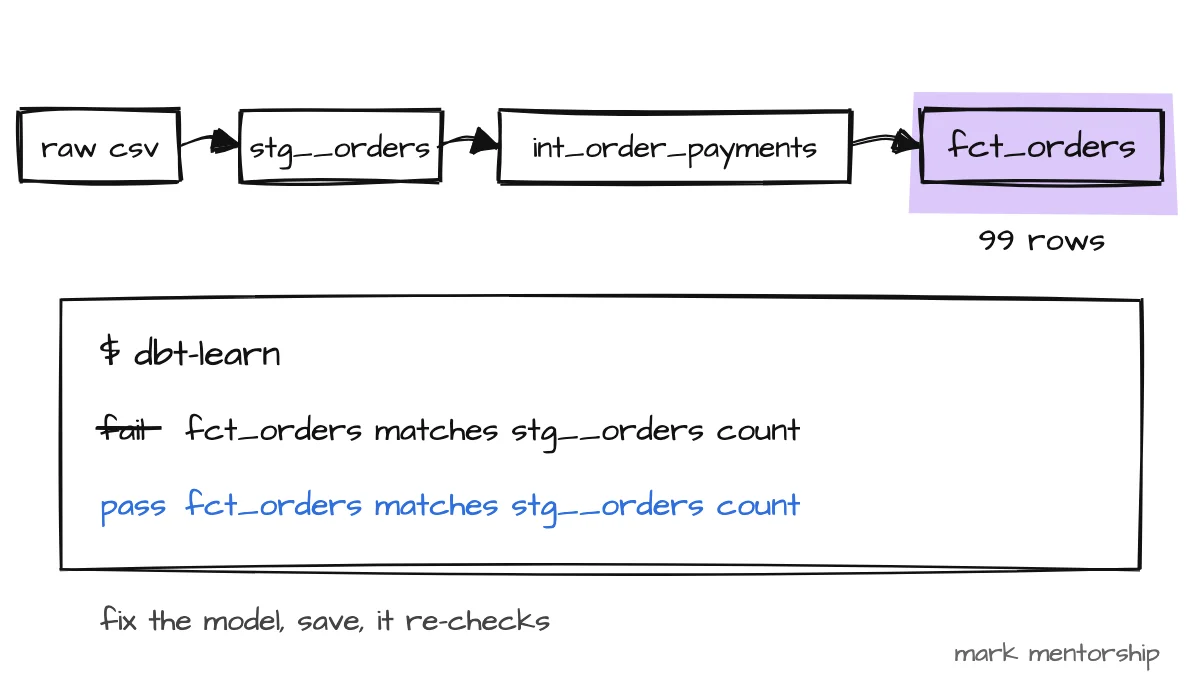 raw csv
stg__orders
int_order_payments
fct_orders
99 rows
$ dbt-learn
fail fct_orders matches stg__orders count
pass fct_orders matches stg__orders count
fix the model, save, it re-checks
mark mentorship